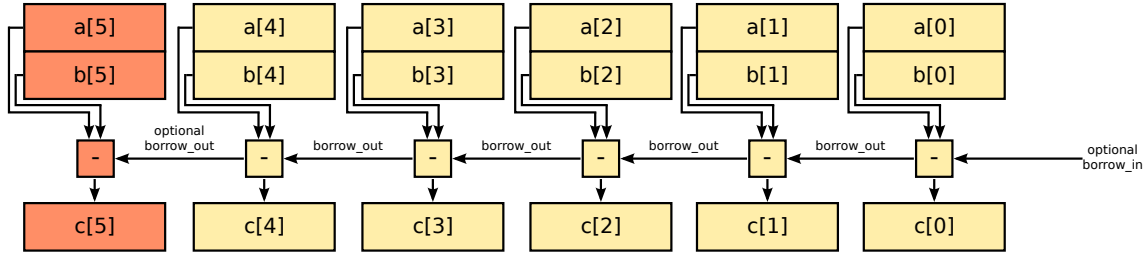 a[5] a[4] a[3] a[2] a[1] a[0]
b[5] b[4] b[3] b[2] b[1] b[0]
optional
borrow_out borrow_out borrow_out borrow_out borrow_out
optional
borrow_in
- - - - - -
c[5] c[4] c[3] c[2] c[1] c[0]